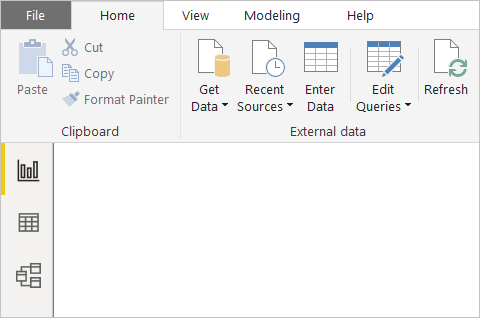 File Home View Modeling Help
Paste
Cut
Copy
Format Painter
Get Data
Recent Sources
Enter Data
Edit Queries
Refresh
Clipboard
External data